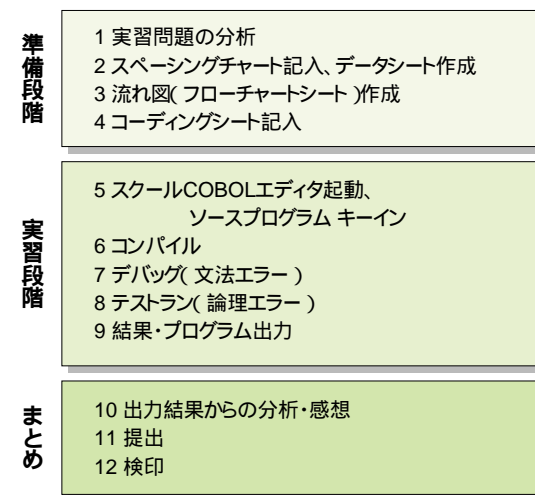 準備段階
1 実習問題の分析
2 スペーシングチャート記入、データシート作成
3 流れ図( フローチャートシート )作成
4 コーディングシート記入
実習段階
5 スクールCOBOLエディタ起動、
ソースプログラム キーイン
6 コンパイル
7 デバッグ( 文法エラー )
8 テストラン( 論理エラー )
9 結果・プログラム出力
まとめ
10 出力結果からの分析・感想
11 提出
12 検印